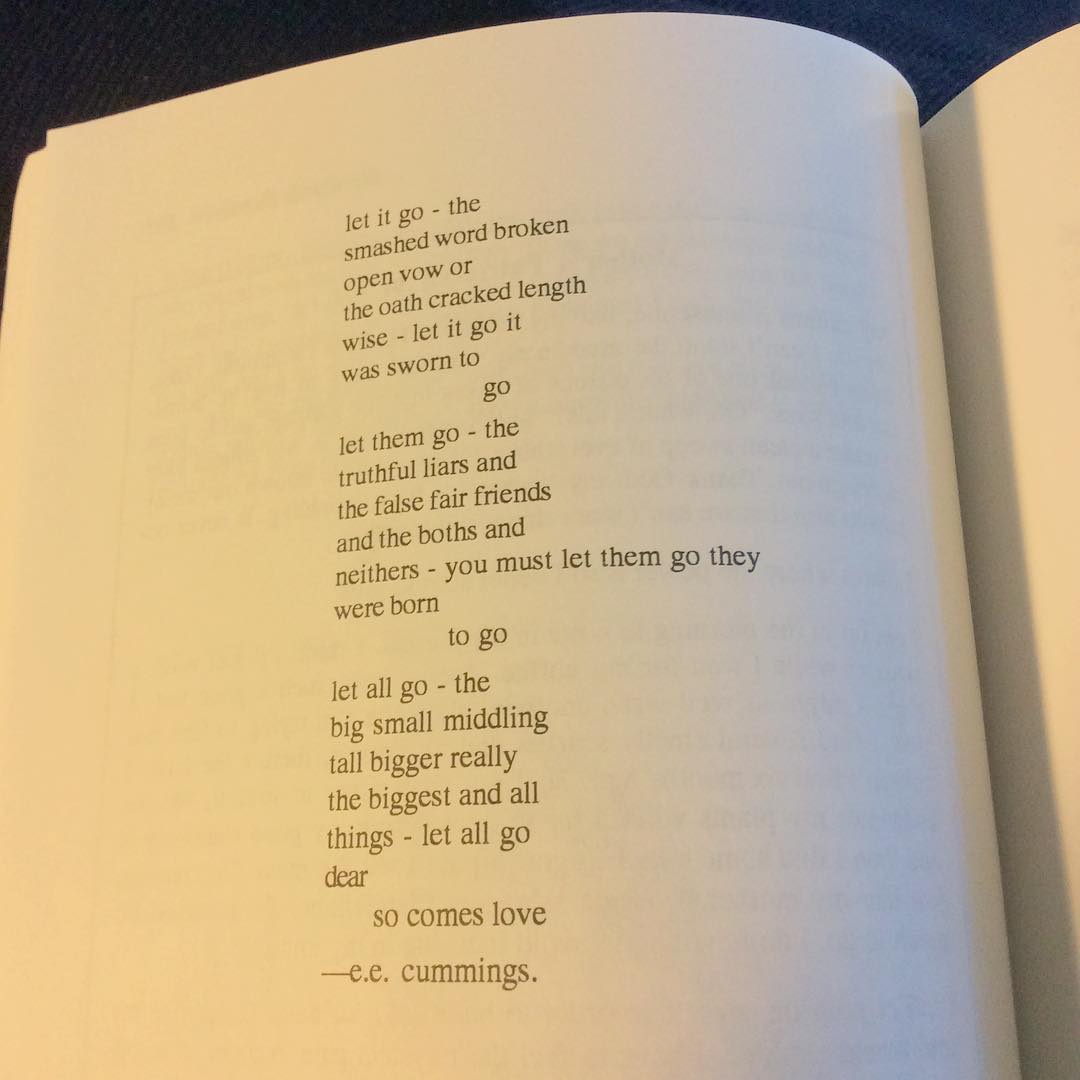 let it go - the
smashed word broken
open vow or
the oath cracked length
wise - let it go it
was sworn to
go
let them go - the
truthful liars and
the false fair friends
and the boths and
neithers - you must let them go they
were born
to go
let all go - the
big small middling
tall bigger really
the biggest and all
things - let all go
dear
so comes love
—e.e. cummings.